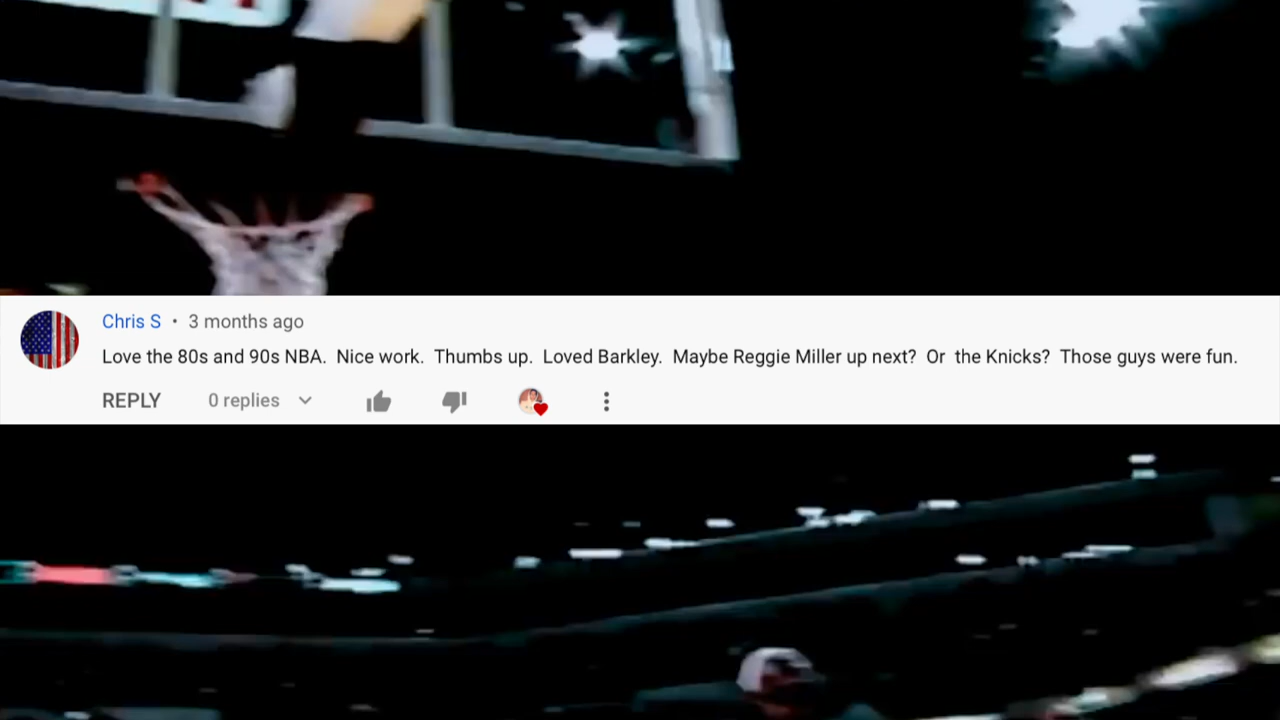 Chris S • 3 months ago
Love the 80s and 90s NBA.  Nice work.  Thumbs up.  Loved Barkley.  Maybe Reggie Miller up next?  Or  the Knicks?  Those guys were fun.
REPLY 0 replies